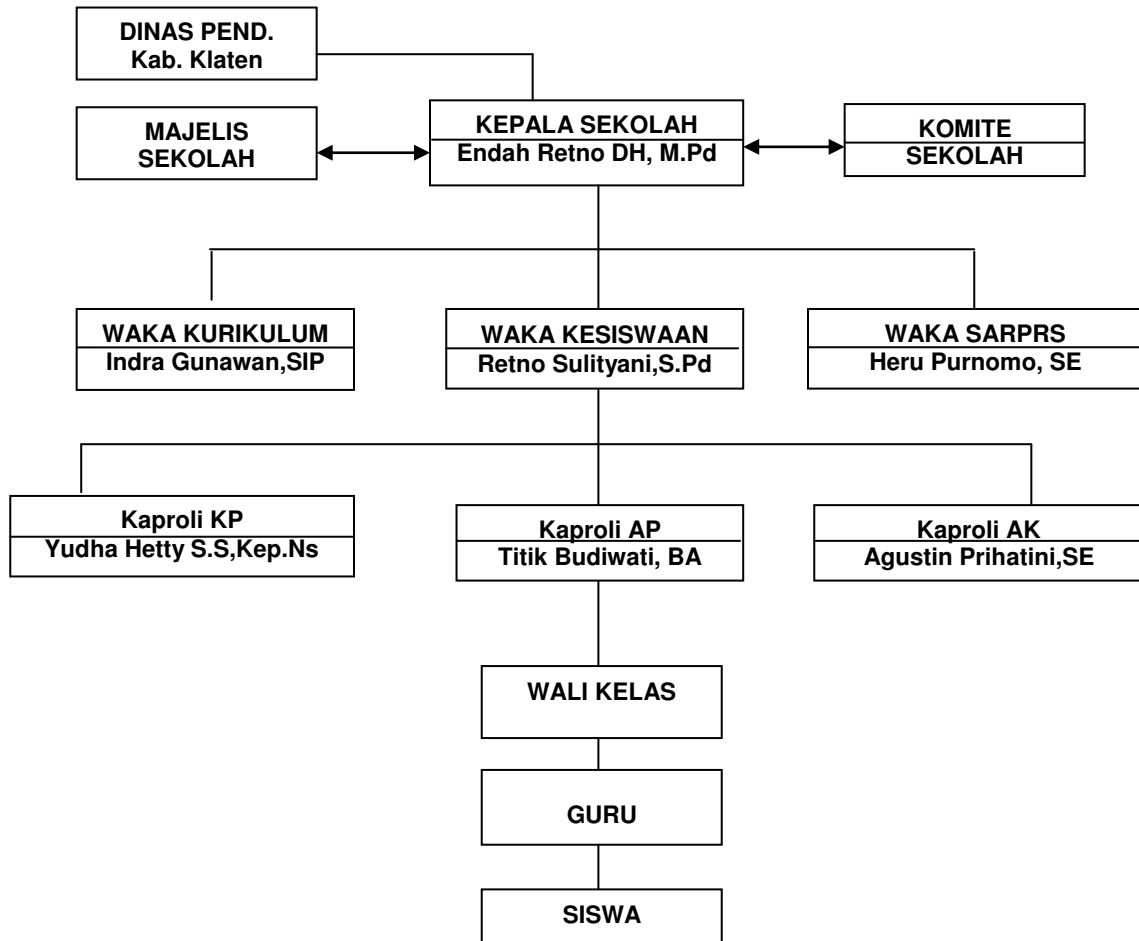 DINAS PEND.
Kab. Klaten
MAJELIS
SEKOLAH
KEPALA SEKOLAH
Endah Retno DH, M.Pd
KOMITE
SEKOLAH
WAKA KURIKULUM
Indra Gunawan,SIP
WAKA KESISWAAN
Retno Sulityani,S.Pd
WAKA SARPRS
Heru Purnomo, SE
Kaproli KP
Yudha Hetty S.S,Kep.Ns
Kaproli AP
Titik Budiwati, BA
Kaproli AK
Agustin Prihatini,SE
WALI KELAS
GURU
SISWA